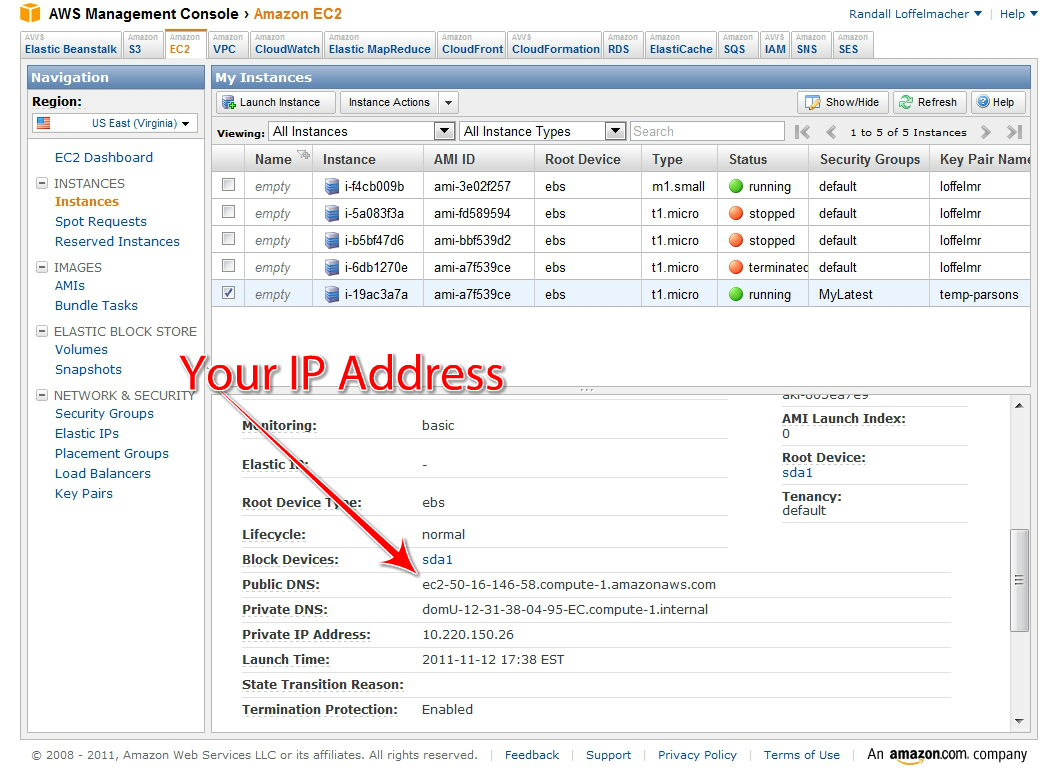 AWS Management Console › Amazon EC2
Randall Loffelmacher
Help
AWS Elastic Beanstalk
Amazon S3
Amazon EC2
Amazon VPC
Amazon CloudWatch
Amazon Elastic MapReduce
Amazon CloudFront
AWS CloudFormation
Amazon RDS
Amazon ElastiCache
Amazon SQS
AWS IAM
Amazon SNS
Amazon SES
Navigation
Region:
US East (Virginia)
EC2 Dashboard
INSTANCES
Instances
Spot Requests
Reserved Instances
IMAGES
AMIs
Bundle Tasks
ELASTIC BLOCK STORE
Volumes
Snapshots
NETWORK & SECURITY
Security Groups
Elastic IPs
Placement Groups
Load Balancers
Key Pairs
My Instances
Launch Instance
Instance Actions
Show/Hide
Refresh
Help
Viewing: All Instances All Instance Types Search 1 to 5 of 5 Instances
Name Instance AMI ID Root Device Type Status Security Groups Key Pair Name
empty i-f4cb009b ami-3e02f257 ebs m1.small running default loffelmr
empty i-5a083f3a ami-fd589594 ebs t1.micro stopped default loffelmr
empty i-b5bf47d6 ami-bbf539d2 ebs t1.micro stopped default loffelmr
empty i-6db1270e ami-a7f539ce ebs t1.micro terminated default loffelmr
empty i-19ac3a7a ami-a7f539ce ebs t1.micro running MyLatest temp-parsons
Your IP Address
Monitoring: basic
Elastic IP: -
Root Device Type: ebs
Lifecycle: normal
Block Devices: sda1
Public DNS: ec2-50-16-146-58.compute-1.amazonaws.com
Private DNS: domU-12-31-38-04-95-EC.compute-1.internal
Private IP Address: 10.220.150.26
Launch Time: 2011-11-12 17:38 EST
State Transition Reason:
Termination Protection: Enabled
AMI Launch Index:
0
Root Device:
sda1
Tenancy:
default
© 2008 - 2011, Amazon Web Services LLC or its affiliates. All rights reserved. | Feedback | Support | Privacy Policy | Terms of Use | An amazon.com. company